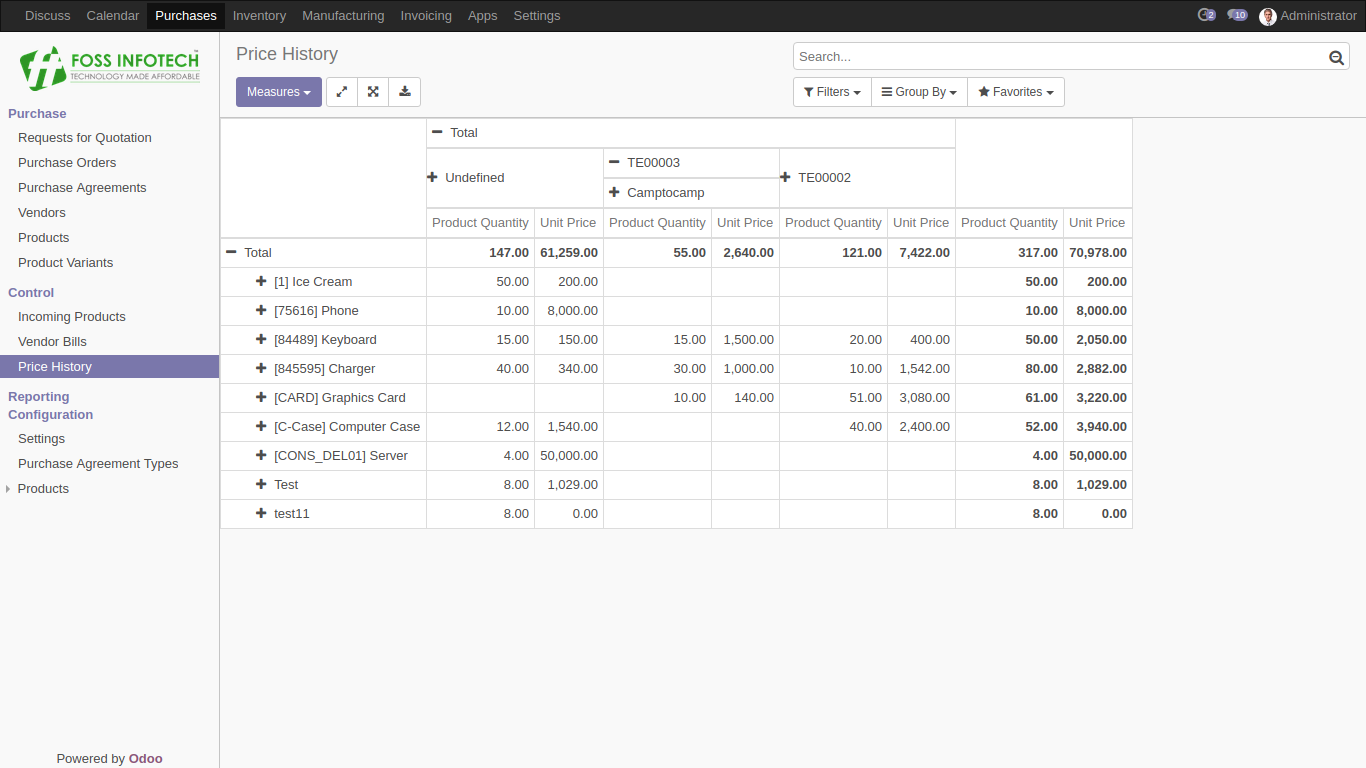 Discuss Calendar Purchases Inventory Manufacturing Invoicing Apps Settings 2 10 Administrator
FOSS INFOTECH
TECHNOLOGY MADE AFFORDABLE
Purchase
Requests for Quotation
Purchase Orders
Purchase Agreements
Vendors
Products
Product Variants
Control
Incoming Products
Vendor Bills
Price History
Reporting
Configuration
Settings
Purchase Agreement Types
Products
Powered by Odoo
Price History
Search...
Measures
Filters Group By Favorites
Total
Undefined TE00003 TE00002
Camptocamp
Product Quantity Unit Price Product Quantity Unit Price Product Quantity Unit Price Product Quantity Unit Price
Total 147.00 61,259.00 55.00 2,640.00 121.00 7,422.00 317.00 70,978.00
[1] Ice Cream 50.00 200.00 50.00 200.00
[75616] Phone 10.00 8,000.00 10.00 8,000.00
[84489] Keyboard 15.00 150.00 15.00 1,500.00 20.00 400.00 50.00 2,050.00
[845595] Charger 40.00 340.00 30.00 1,000.00 10.00 1,542.00 80.00 2,882.00
[CARD] Graphics Card 10.00 140.00 51.00 3,080.00 61.00 3,220.00
[C-Case] Computer Case 12.00 1,540.00 40.00 2,400.00 52.00 3,940.00
[CONS_DEL01] Server 4.00 50,000.00 4.00 50,000.00
Test 8.00 1,029.00 8.00 1,029.00
test11 8.00 0.00 8.00 0.00